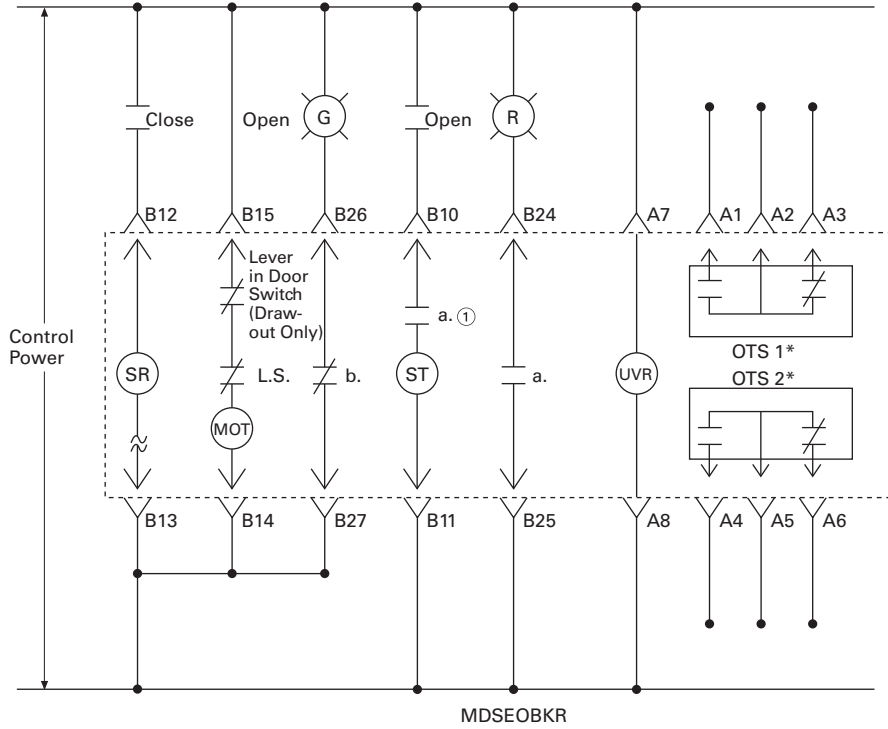 Close
Open
G
Open
R
B12
B15
B26
B10
B24
A7
A1
A2
A3
Lever
in Door
Switch
(Draw-
out Only)
a. ①
Control
Power
SR
L.S.
b.
ST
a.
UVR
OTS 1*
OTS 2*
MOT
B13
B14
B27
B11
B25
A8
A4
A5
A6
MDSEOBKR